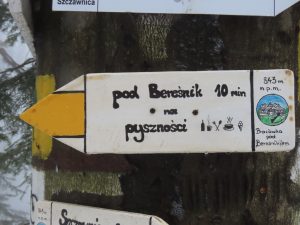 Szczawnica
pod Bereśnik 10 min
na
pyszności
843 m
n.p.m.
Bacówka
pod
Bereśnikiem